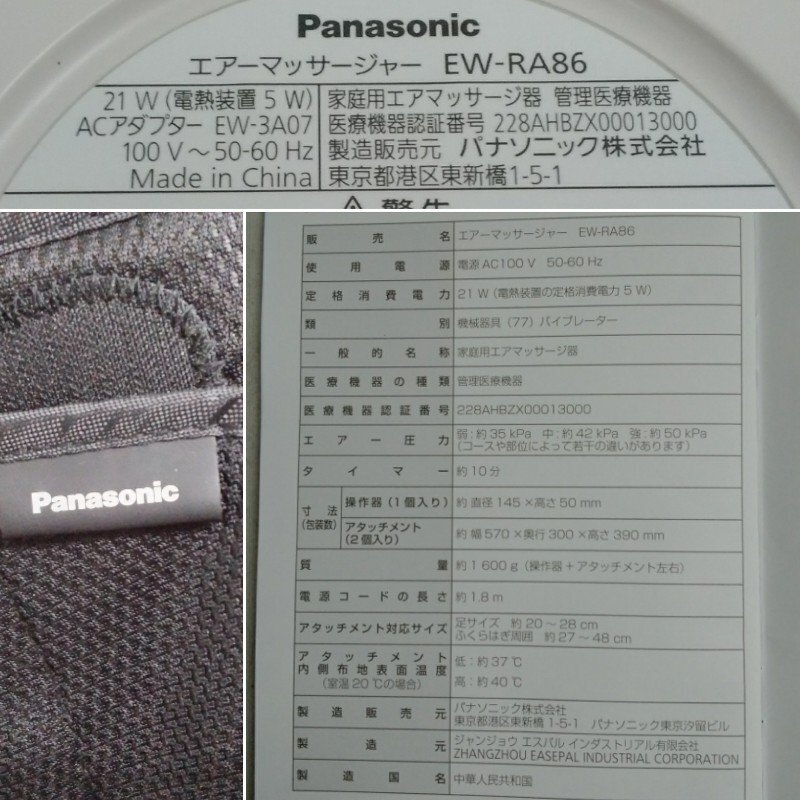 Panasonic
エアーマッサージャー EW-RA86
21 W (電熱装置 5 W)
ACアダプター EW-3A07
100 V～50-60 Hz
Made in China
家庭用エアマッサージ器 管理医療機器
医療機器認証番号 228AHBZX00013000
製造販売元 パナソニック株式会社
東京都港区東新橋1-5-1
Panasonic
販売名 エアーマッサージャー EW-RA86
使用電源 電源 AC100 V 50-60 Hz
定格消費電力 21 W (電熱装置の定格消費電力 5 W)
類別 機械器具 (77) バイブレーター
一般的名称 家庭用エアマッサージ器
医療機器の種類 管理医療機器
医療機器認証番号 228AHBZX00013000
エアー圧力 弱：約 35 kPa 中：約 42 kPa 強：約 50 kPa
(コースや部位によって若干の違いがあります)
タイマー 約 10 分
寸法 (包装数) 操作器 (1 個入り) 約 直径 145 × 高さ 50 mm
アタッチメント (2 個入り) 約 幅 570 × 奥行 300 × 高さ 390 mm
質量 約 1 600 g (操作器 + アタッチメント左右)
電源コードの長さ 約 1.8 m
アタッチメント対応サイズ 足サイズ 約 20 ～ 28 cm
ふくらはぎ周囲 約 27 ～ 48 cm
アタッチメント
内側布地表面温度
(室温 20 ℃の場合)
低：約 37 ℃
高：約 40 ℃
製造販売元 パナソニック株式会社
東京都港区東新橋 1-5-1 パナソニック東京汐留ビル
製造元 ジャンジョウ エスパル インダストリアル有限会社
ZHANGZHOU EASEPAL INDUSTRIAL CORPORATION
製造国名 中華人民共和国